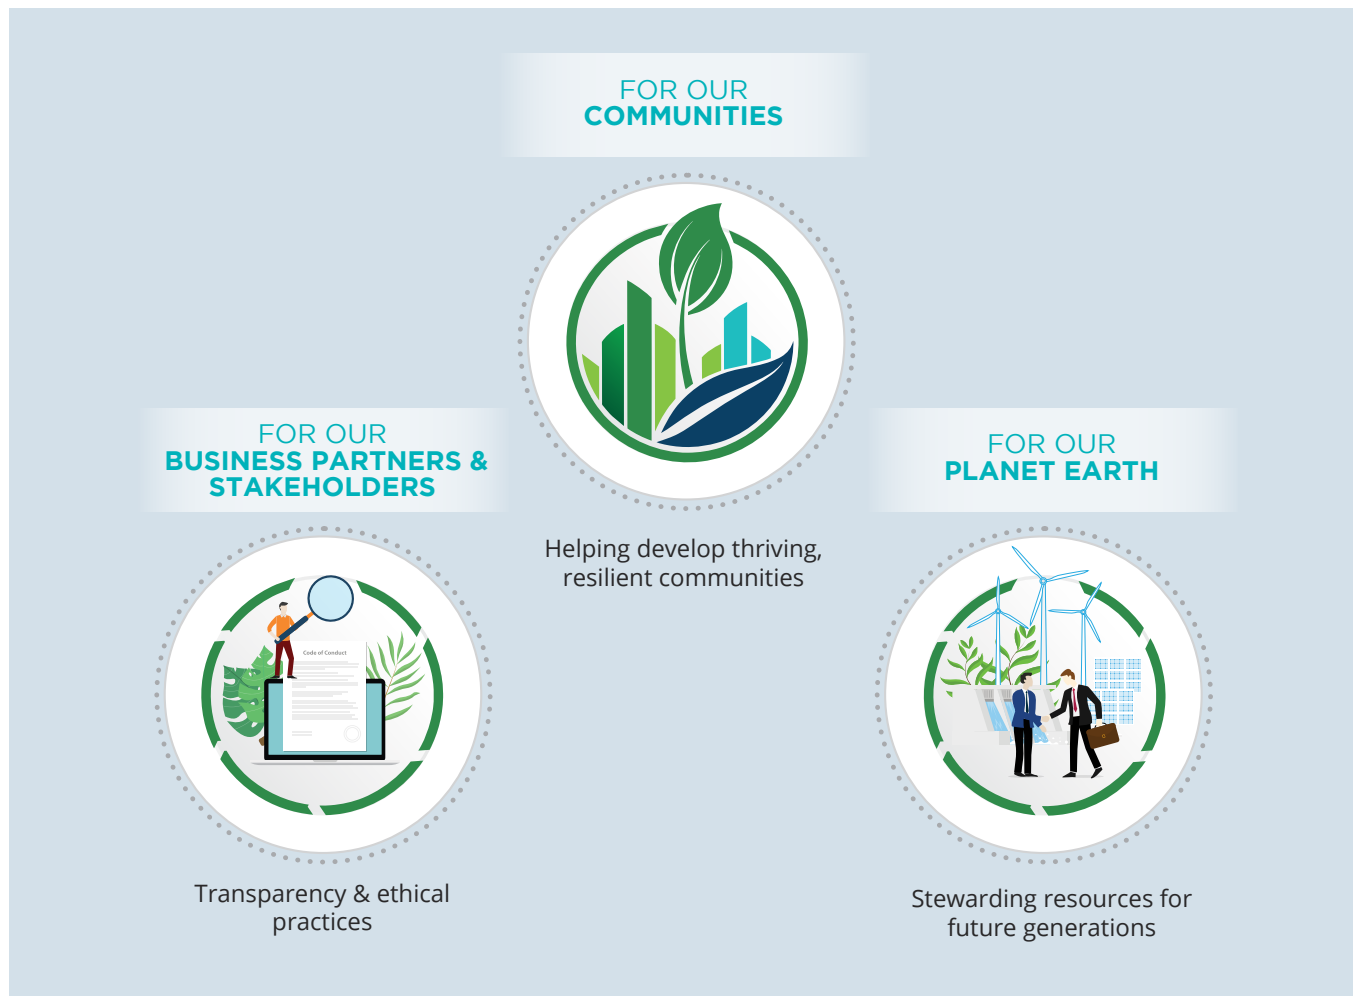 FOR OUR
COMMUNITIES
Helping develop thriving,
resilient communities
FOR OUR
BUSINESS PARTNERS &
STAKEHOLDERS
Code of Conduct
Transparency & ethical
practices
FOR OUR
PLANET EARTH
Stewarding resources for
future generations